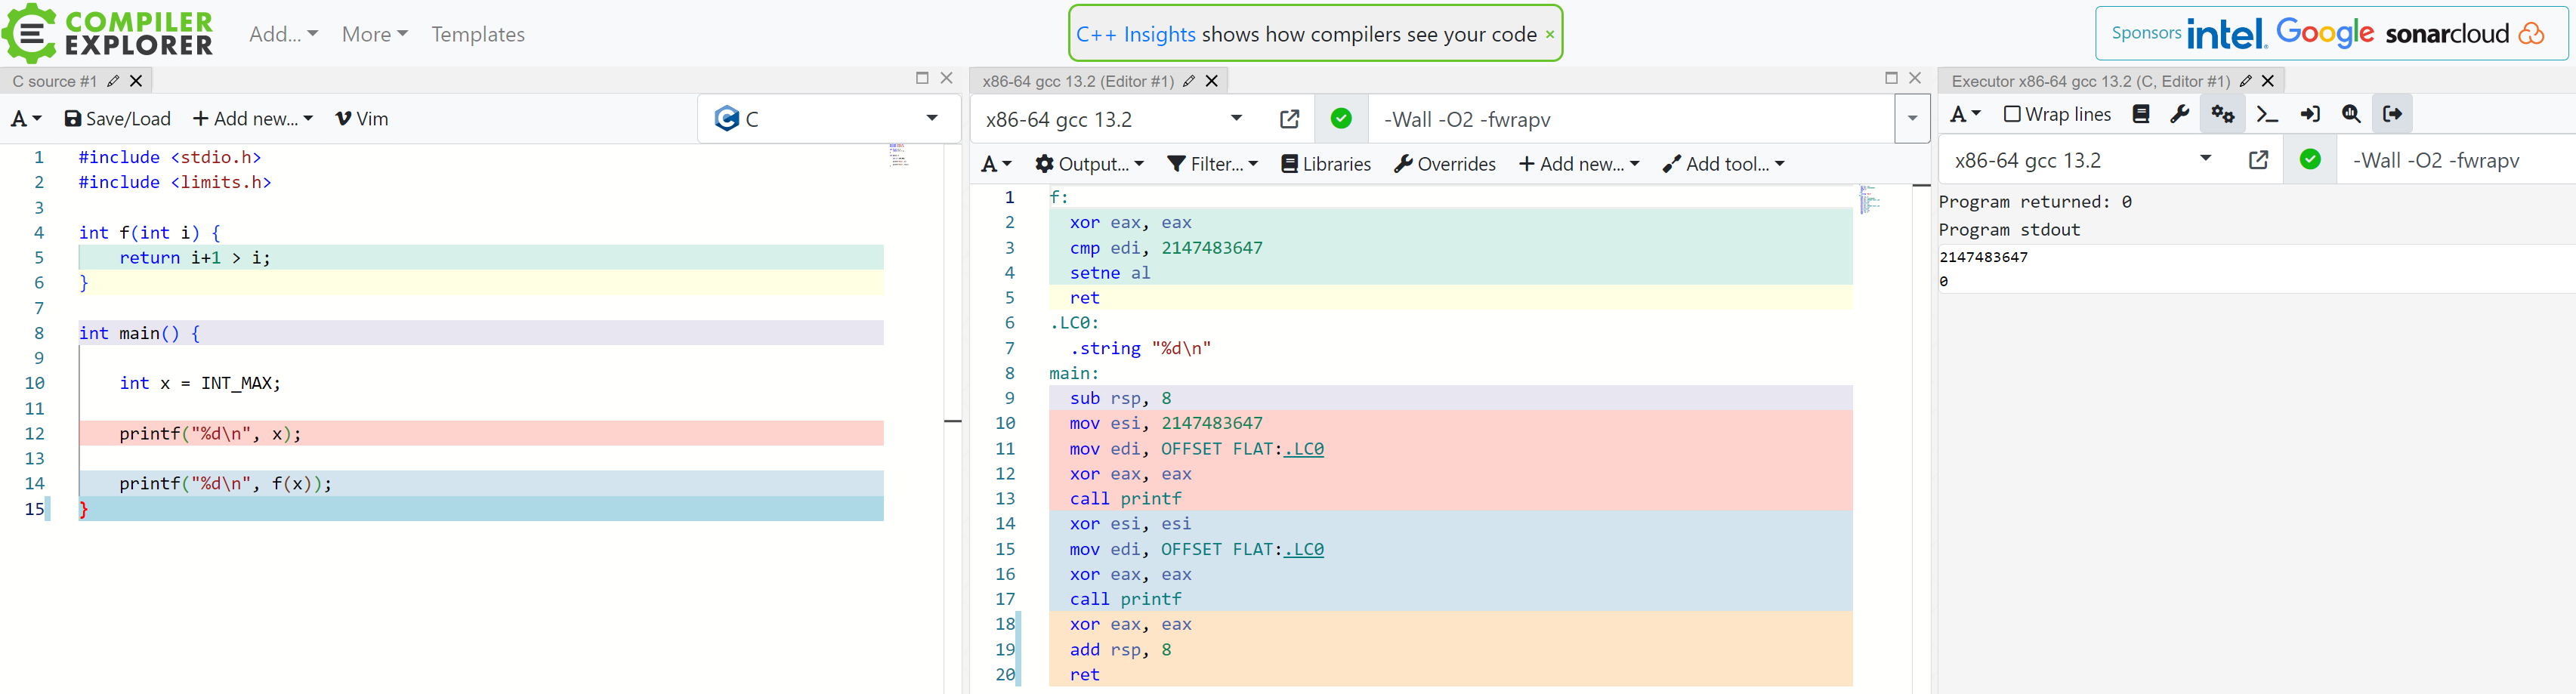 COMPILER
EXPLORER
Add...
More
Templates
C++ Insights shows how compilers see your code ×
Sponsors intel. Google sonarcloud
C source #1
A
Save/Load
+ Add new...
Vim
C
1 #include <stdio.h>
2 #include <limits.h>
3
4 int f(int i) {
5     return i+1 > i;
6 }
7
8 int main() {
9
10     int x = INT_MAX;
11
12     printf("%d\n", x);
13
14     printf("%d\n", f(x));
15 }
x86-64 gcc 13.2 (Editor #1)
x86-64 gcc 13.2
-Wall -O2 -fwrapv
A
Output...
Filter...
Libraries
Overrides
+ Add new...
Add tool...
1 f:
2   xor eax, eax
3   cmp edi, 2147483647
4   setne al
5   ret
6 .LC0:
7   .string "%d\n"
8 main:
9   sub rsp, 8
10   mov esi, 2147483647
11   mov edi, OFFSET FLAT:.LC0
12   xor eax, eax
13   call printf
14   xor esi, esi
15   mov edi, OFFSET FLAT:.LC0
16   xor eax, eax
17   call printf
18   xor eax, eax
19   add rsp, 8
20   ret
Executor x86-64 gcc 13.2 (C, Editor #1)
A
Wrap lines
x86-64 gcc 13.2
-Wall -O2 -fwrapv
Program returned: 0
Program stdout
2147483647
0